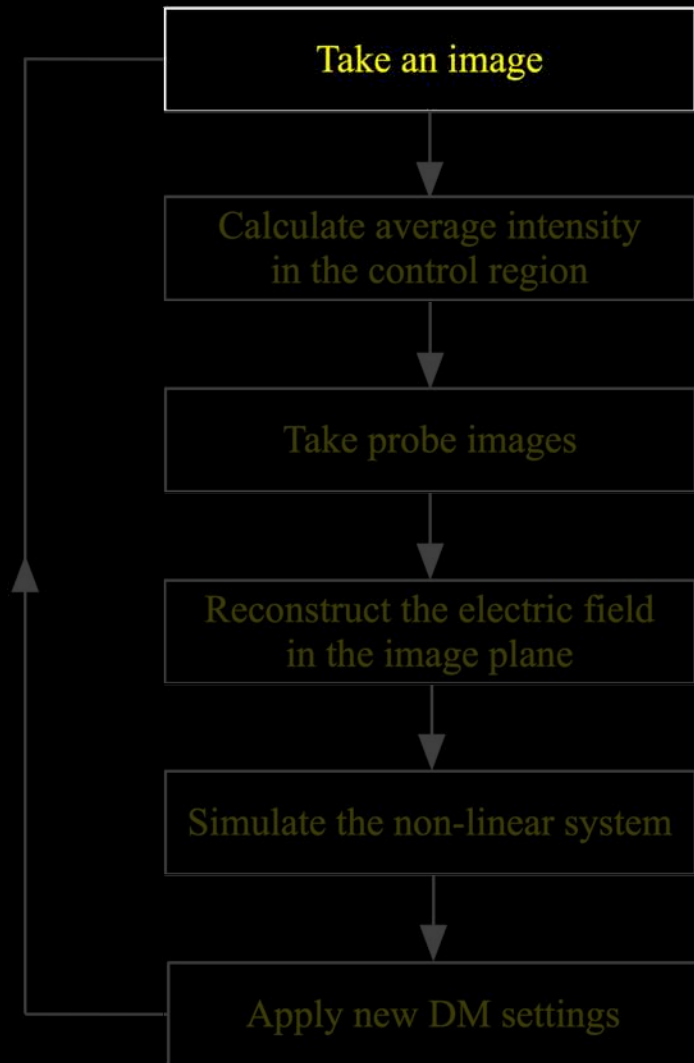 Take an image
Calculate average intensity
in the control region
Take probe images
Reconstruct the electric field
in the image plane
Simulate the non-linear system
Apply new DM settings